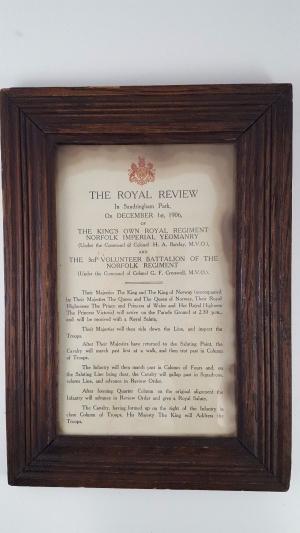 THE ROYAL REVIEW
In Sandringham Park,
On DECEMBER 1st, 1906,
OF
THE KING'S OWN ROYAL REGIMENT
NORFOLK IMPERIAL YEOMANRY
(Under the Command of Colonel H. A. Barclay, M.V.O.),
AND
THE 3rd VOLUNTEER BATTALION OF THE
NORFOLK REGIMENT
(Under the Command of Colonel G. F. Cresswell, M.V.O.).
Their Majesties The King and The King of Norway (accompanied
by Their Majesties The Queen and The Queen of Norway, Their Royal
Highnesses The Prince and Princess of Wales and Her Royal Highness
The Princess Victoria) will arrive on the Parade Ground at 2.30 p.m.,
and will be received with a Royal Salute.
Their Majesties will then ride down the Line, and inspect the
Troops.
After Their Majesties have returned to the Saluting Point, the
Cavalry will march past first at a walk, and then trot past in Column
of Troops.
The Infantry will then march past in Column of Fours and, on
the Saluting Line being clear, the Cavalry will gallop past in Squadrons,
reform Line, and advance in Review Order.
After forming Quarter Column on the original alignment the
Infantry will advance in Review Order and give a Royal Salute.
The Cavalry, having formed up on the right of the Infantry in
close Column of Troops, His Majesty The King will Address the
Troops.